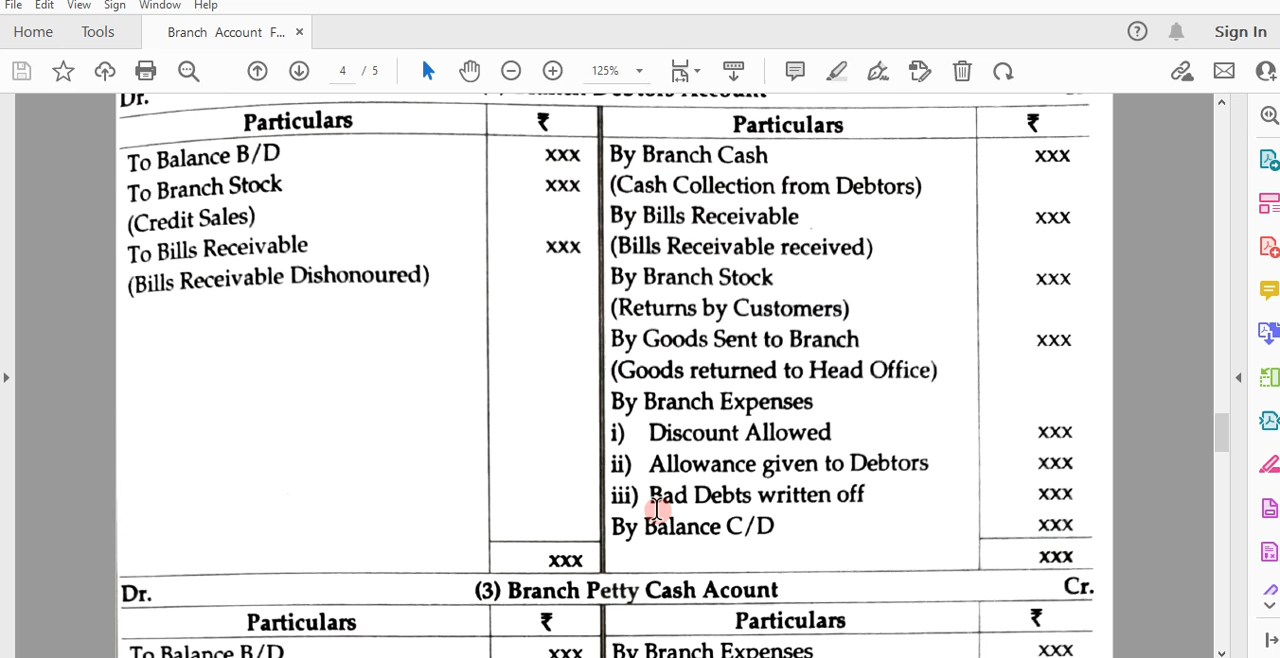 File Edit View Sign Window Help
Home Tools Branch Account F... × Sign In
4 / 5 125%
Dr. Branch Debtors Account
Particulars ₹ Particulars ₹
To Balance B/D xxx By Branch Cash xxx
To Branch Stock xxx (Cash Collection from Debtors)
(Credit Sales) By Bills Receivable xxx
To Bills Receivable xxx (Bills Receivable received)
(Bills Receivable Dishonoured) By Branch Stock xxx
(Returns by Customers)
By Goods Sent to Branch xxx
(Goods returned to Head Office)
By Branch Expenses
i) Discount Allowed xxx
ii) Allowance given to Debtors xxx
iii) Bad Debts written off xxx
By Balance C/D xxx
xxx xxx
Dr. (3) Branch Petty Cash Acount Cr.
Particulars ₹ Particulars ₹
To Balance B/D xxx By Branch Expenses xxx